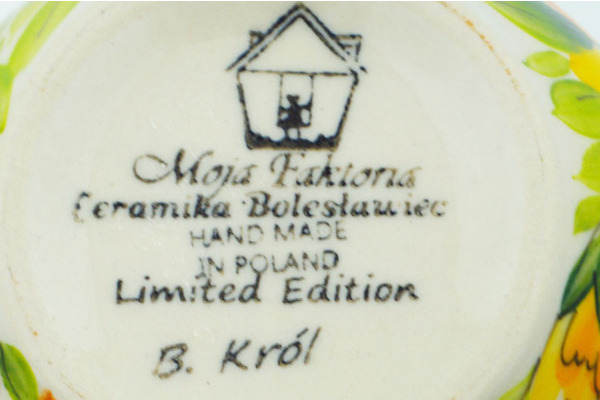 Moja Faktoria
Ceramika Bolesławiec
HAND MADE
IN POLAND
Limited Edition
B. Król